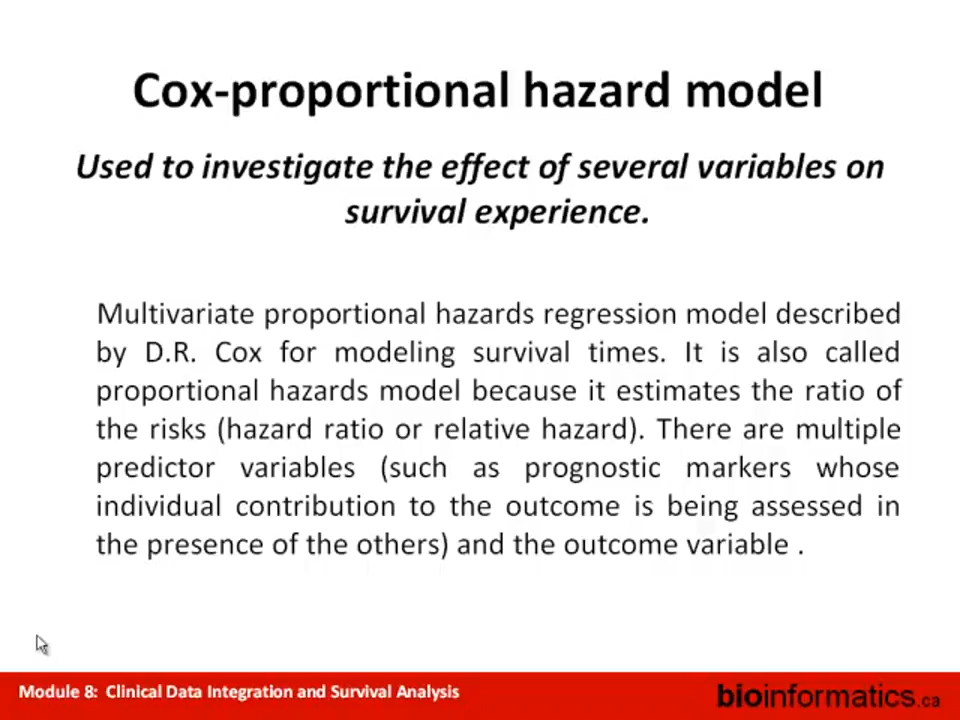 Cox-proportional hazard model
Used to investigate the effect of several variables on
survival experience.
Multivariate proportional hazards regression model described
by D.R. Cox for modeling survival times. It is also called
proportional hazards model because it estimates the ratio of
the risks (hazard ratio or relative hazard). There are multiple
predictor variables (such as prognostic markers whose
individual contribution to the outcome is being assessed in
the presence of the others) and the outcome variable .
Module 8: Clinical Data Integration and Survival Analysis
bioinformatics.ca